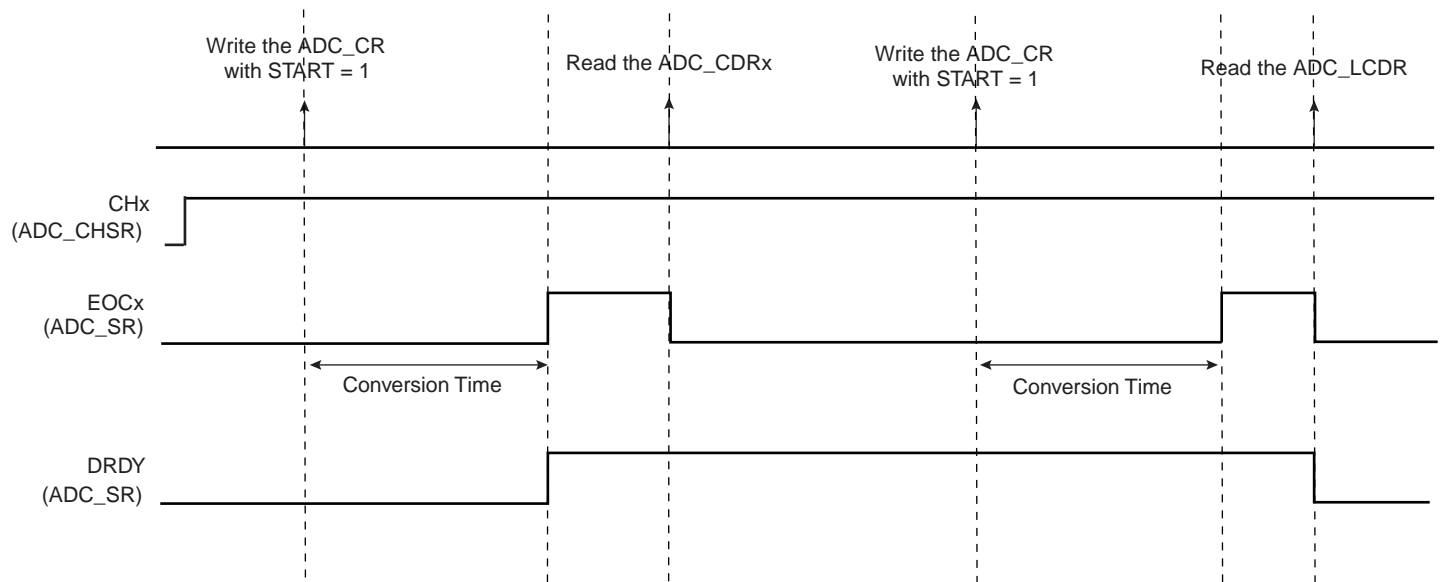 Write the ADC_CR
with START = 1
Read the ADC_CDRx
Write the ADC_CR
with START = 1
Read the ADC_LCDR
CHx
(ADC_CHSR)
EOCx
(ADC_SR)
Conversion Time
Conversion Time
DRDY
(ADC_SR)